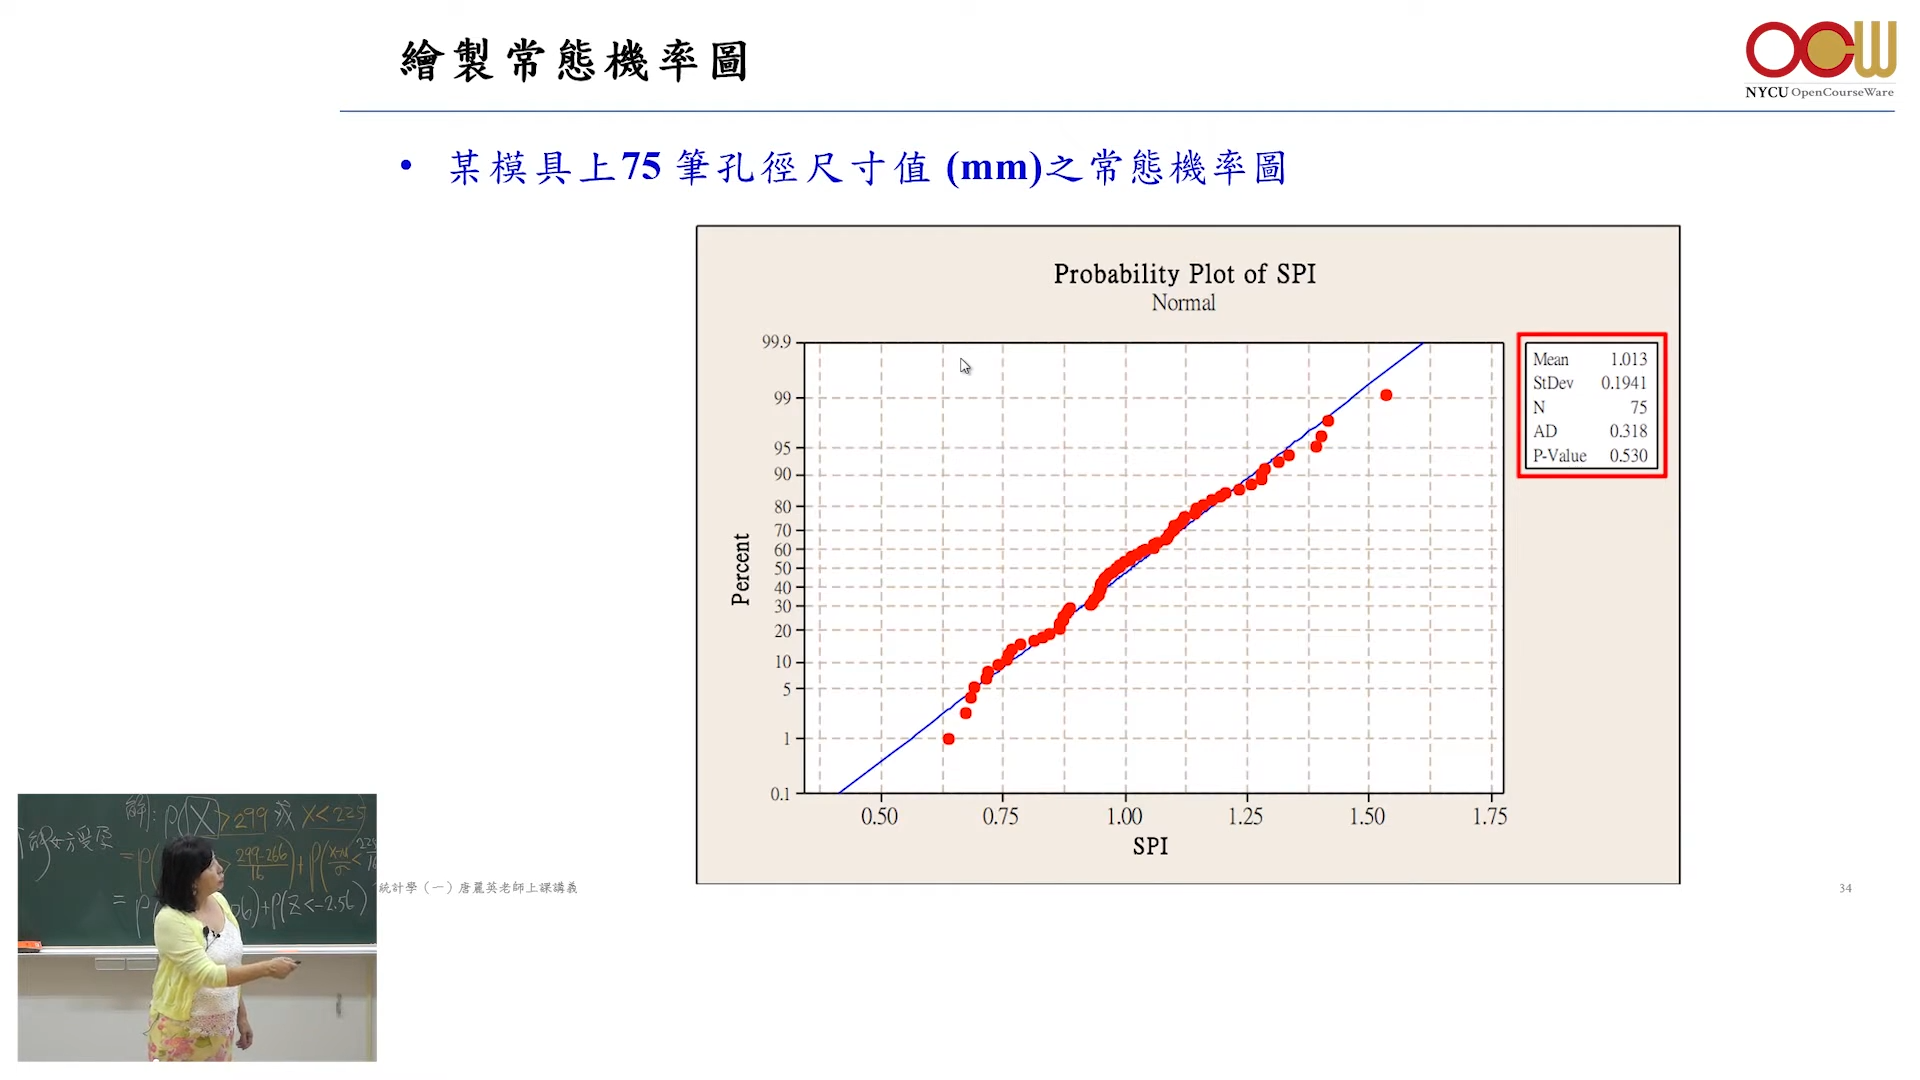 繪製常態機率圖
OCW
NYCU OpenCourseWare
• 某模具上75 筆孔徑尺寸值 (mm)之常態機率圖
Probability Plot of SPI
Normal
99.9
99
95
90
80
70
60
50
40
30
20
10
5
1
0.1
Percent
0.50 0.75 1.00 1.25 1.50 1.75
SPI
Mean 1.013
StDev 0.1941
N 75
AD 0.318
P-Value 0.530
解: P(X>299 或 X<225
299-266
16
P(Z<-2.56)
統計學（一）唐麗英老師上課講義
34